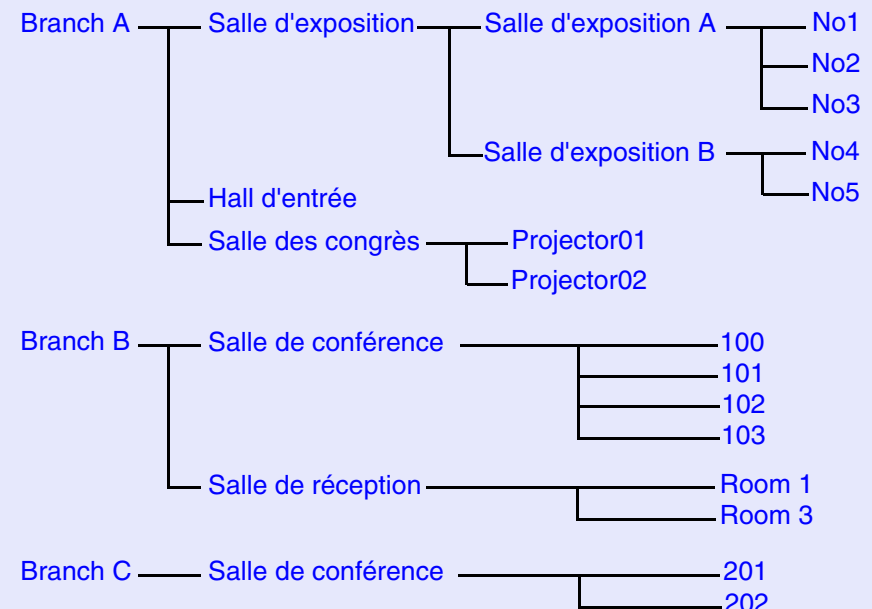 Branch A Salle d'exposition Salle d'exposition A No1
No2
No3
Salle d'exposition B No4
No5
Hall d'entrée
Salle des congrès Projector01
Projector02
Branch B Salle de conférence 100
101
102
103
Salle de réception Room 1
Room 3
Branch C Salle de conférence 201
202